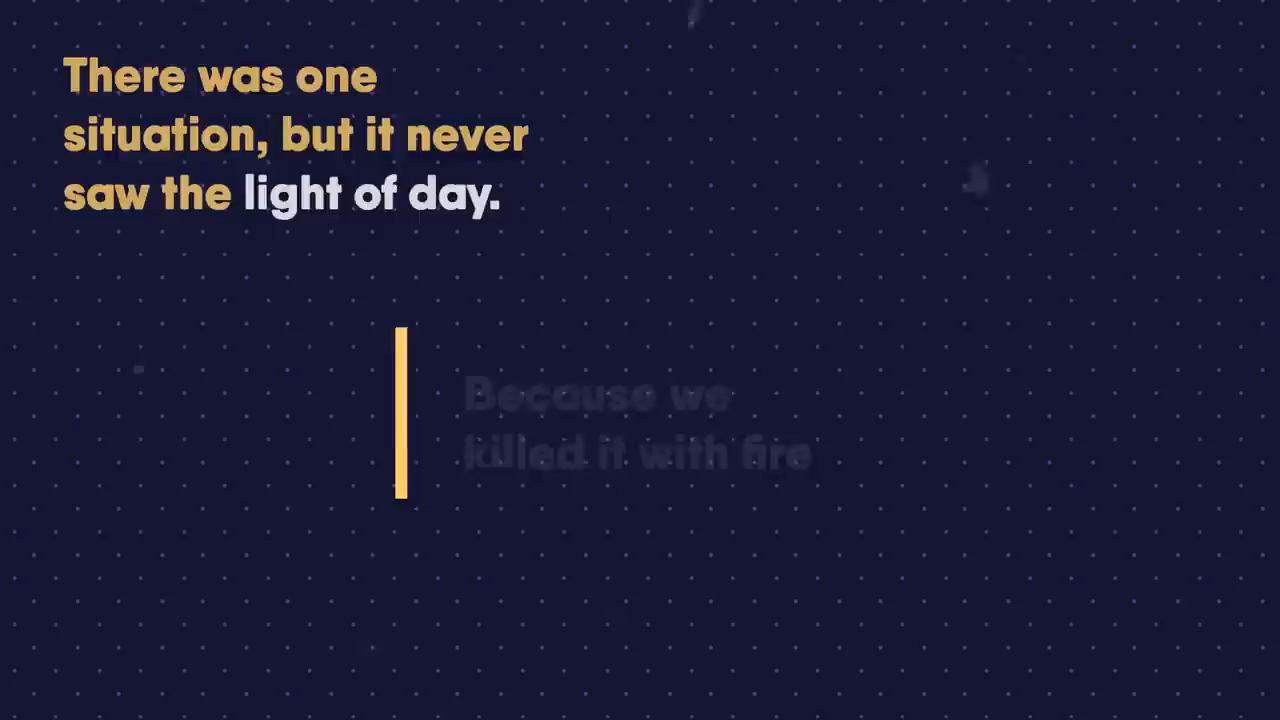 There was one
situation, but it never
saw the light of day.
Because we
killed it with fire